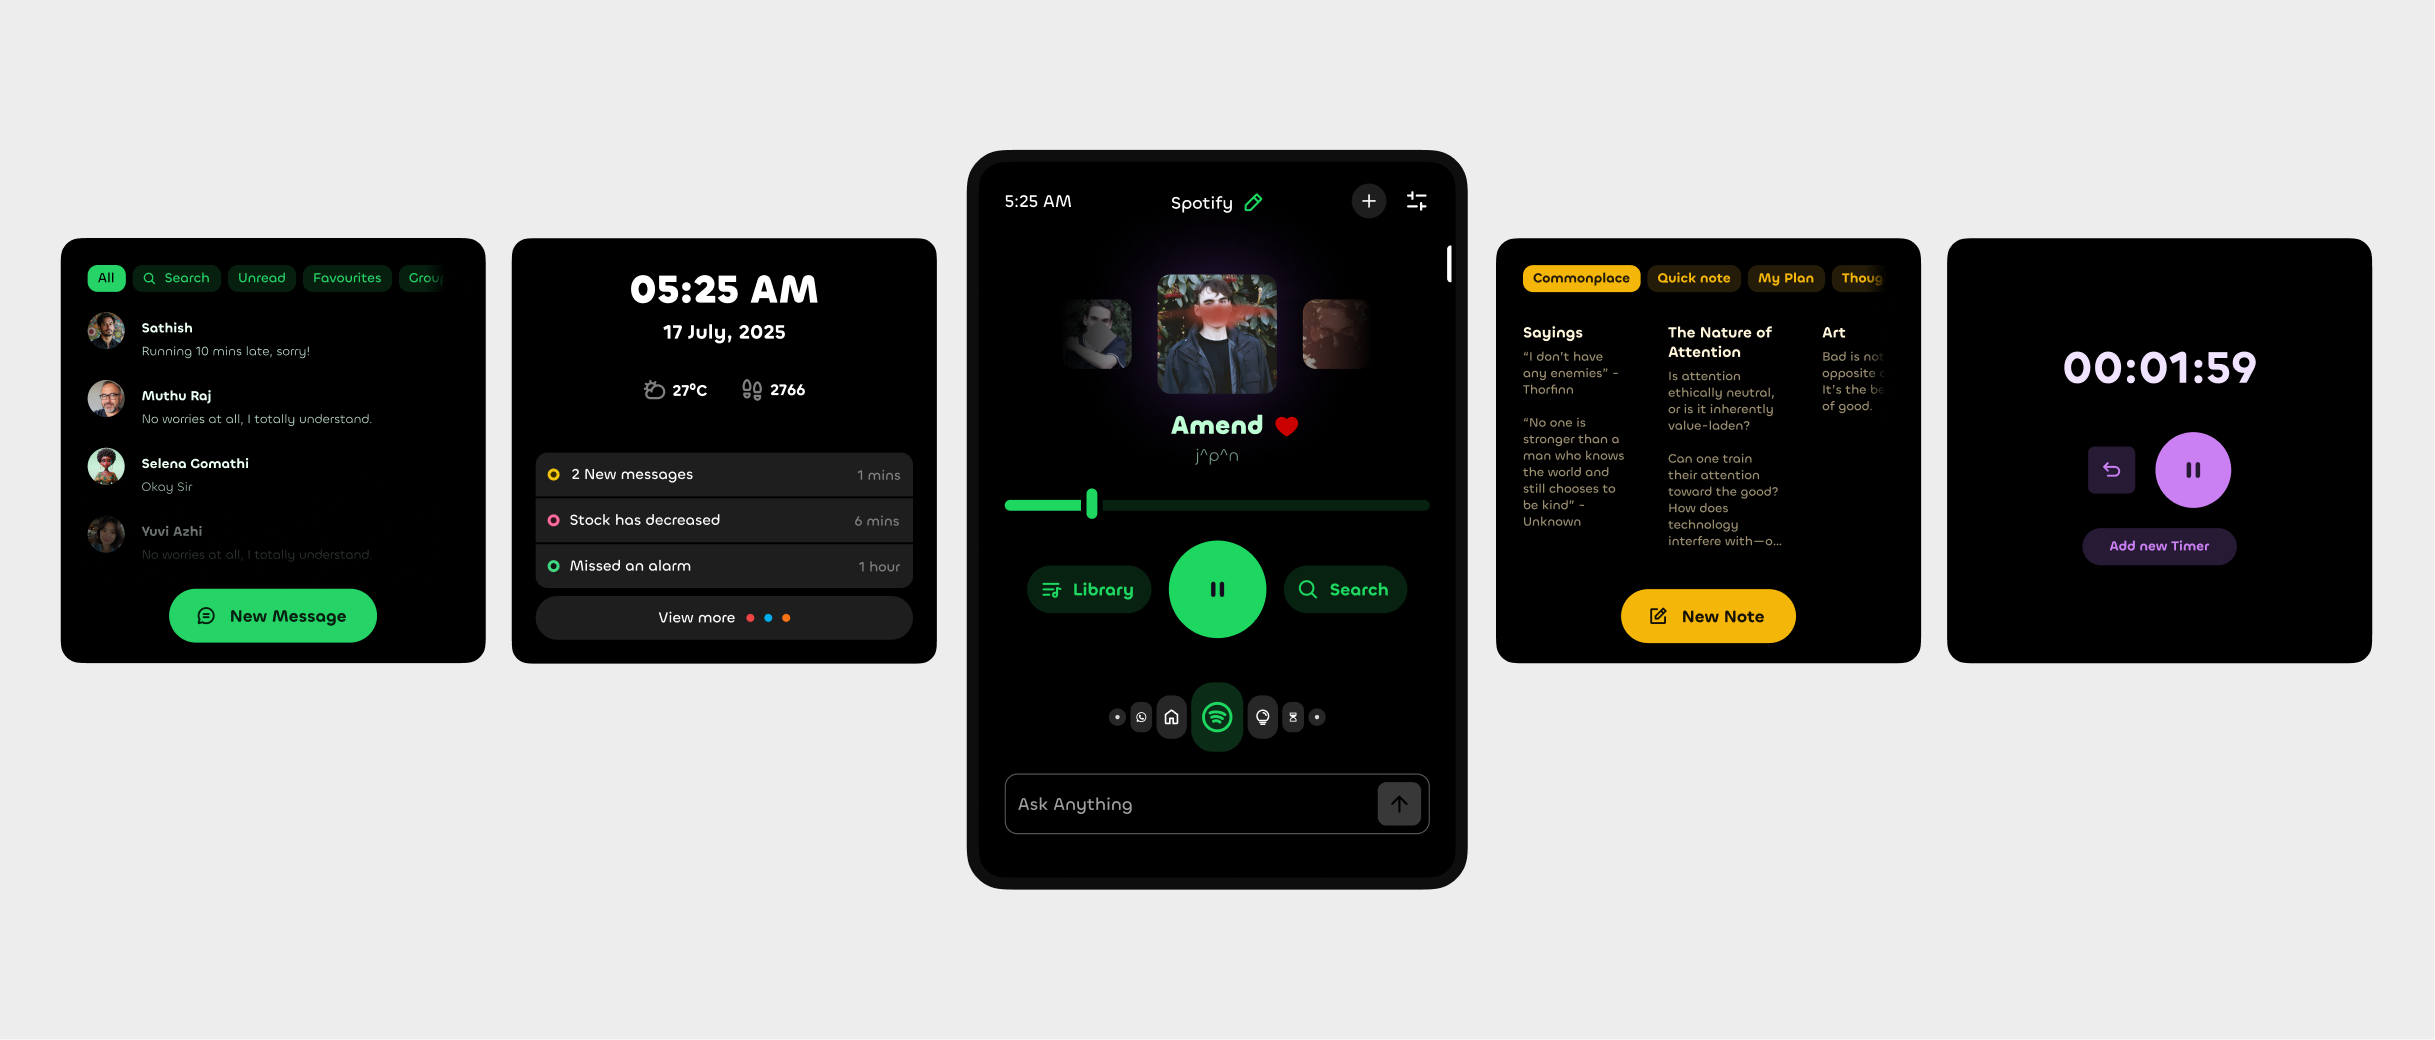 All
Search
Unread
Favourites
Sathish
Running 10 mins late, sorry!
Muthu Raj
No worries at all, I totally understand.
Selena Gomathi
Okay Sir
Yuvi Azhi
No worries at all, I totally understand.
New Message
05:25 AM
17 July, 2025
27°C 2766
2 New messages 1 mins
Stock has decreased 6 mins
Missed an alarm 1 hour
View more
5:25 AM Spotify
Amend
j^p^n
Library
Search
Ask Anything
Commonplace
Quick note
My Plan
Thoug
Sayings
“I don’t have
any enemies” -
Thorfinn
“No one is
stronger than a
man who knows
the world and
still chooses to
be kind” -
Unknown
The Nature of
Attention
Is attention
ethically neutral,
or is it inherently
value-laden?
Can one train
their attention
toward the good?
How does
technology
interfere with—o...
Art
Bad is not
opposite
It’s the be
of good.
New Note
00:01:59
Add new Timer